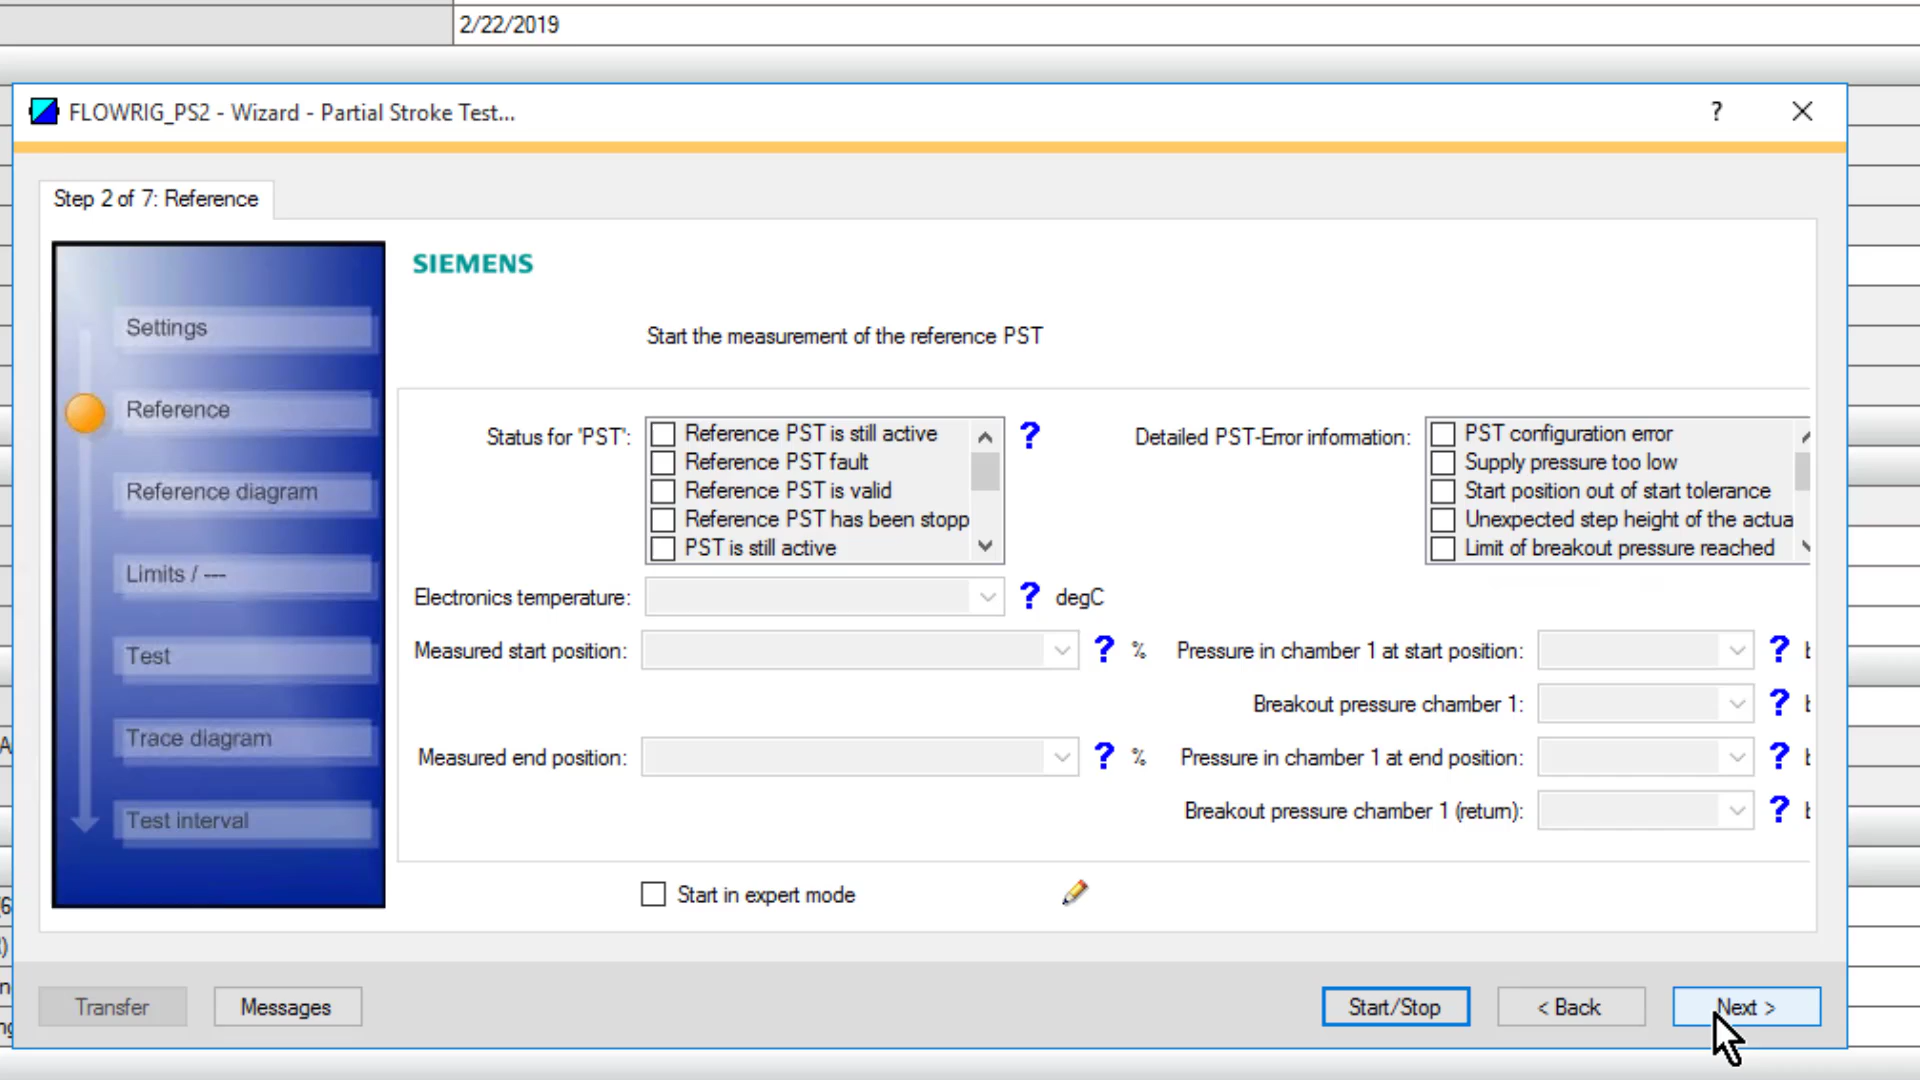 2/22/2019
FLOWRIG_PS2 - Wizard - Partial Stroke Test...
?
Step 2 of 7: Reference
SIEMENS
Settings
Reference
Reference diagram
Limits / ---
Test
Trace diagram
Test interval
Start the measurement of the reference PST
Status for 'PST':
Reference PST is still active
Reference PST fault
Reference PST is valid
Reference PST has been stopp
PST is still active
?
Detailed PST-Error information:
PST configuration error
Supply pressure too low
Start position out of start tolerance
Unexpected step height of the actua
Limit of breakout pressure reached
Electronics temperature:
? degC
Measured start position:
? %
Pressure in chamber 1 at start position:
?
Breakout pressure chamber 1:
?
Measured end position:
? %
Pressure in chamber 1 at end position:
?
Breakout pressure chamber 1 (return):
?
Start in expert mode
Transfer
Messages
Start/Stop
< Back
Next >